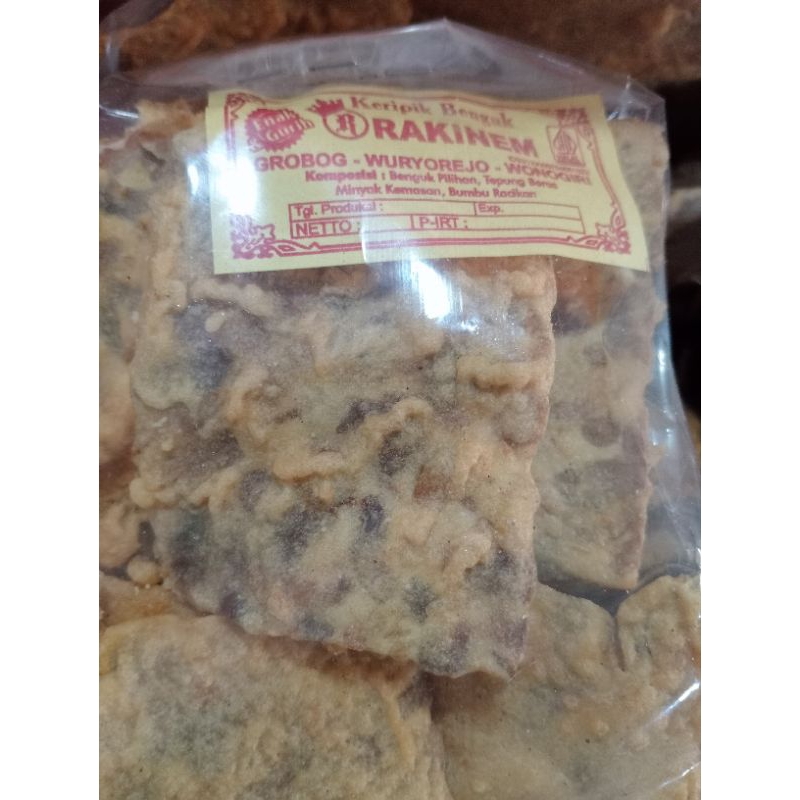 Keripik Benguk
RAKINEM
GROBOG - WURYOREJO - WONOGIRI
Komposisi : Benguk Pilihan, Tepung Beras
Minyak Kemasan, Bumbu Racikan
Tgl. Produksi : Exp.
NETTO : P-IRT :